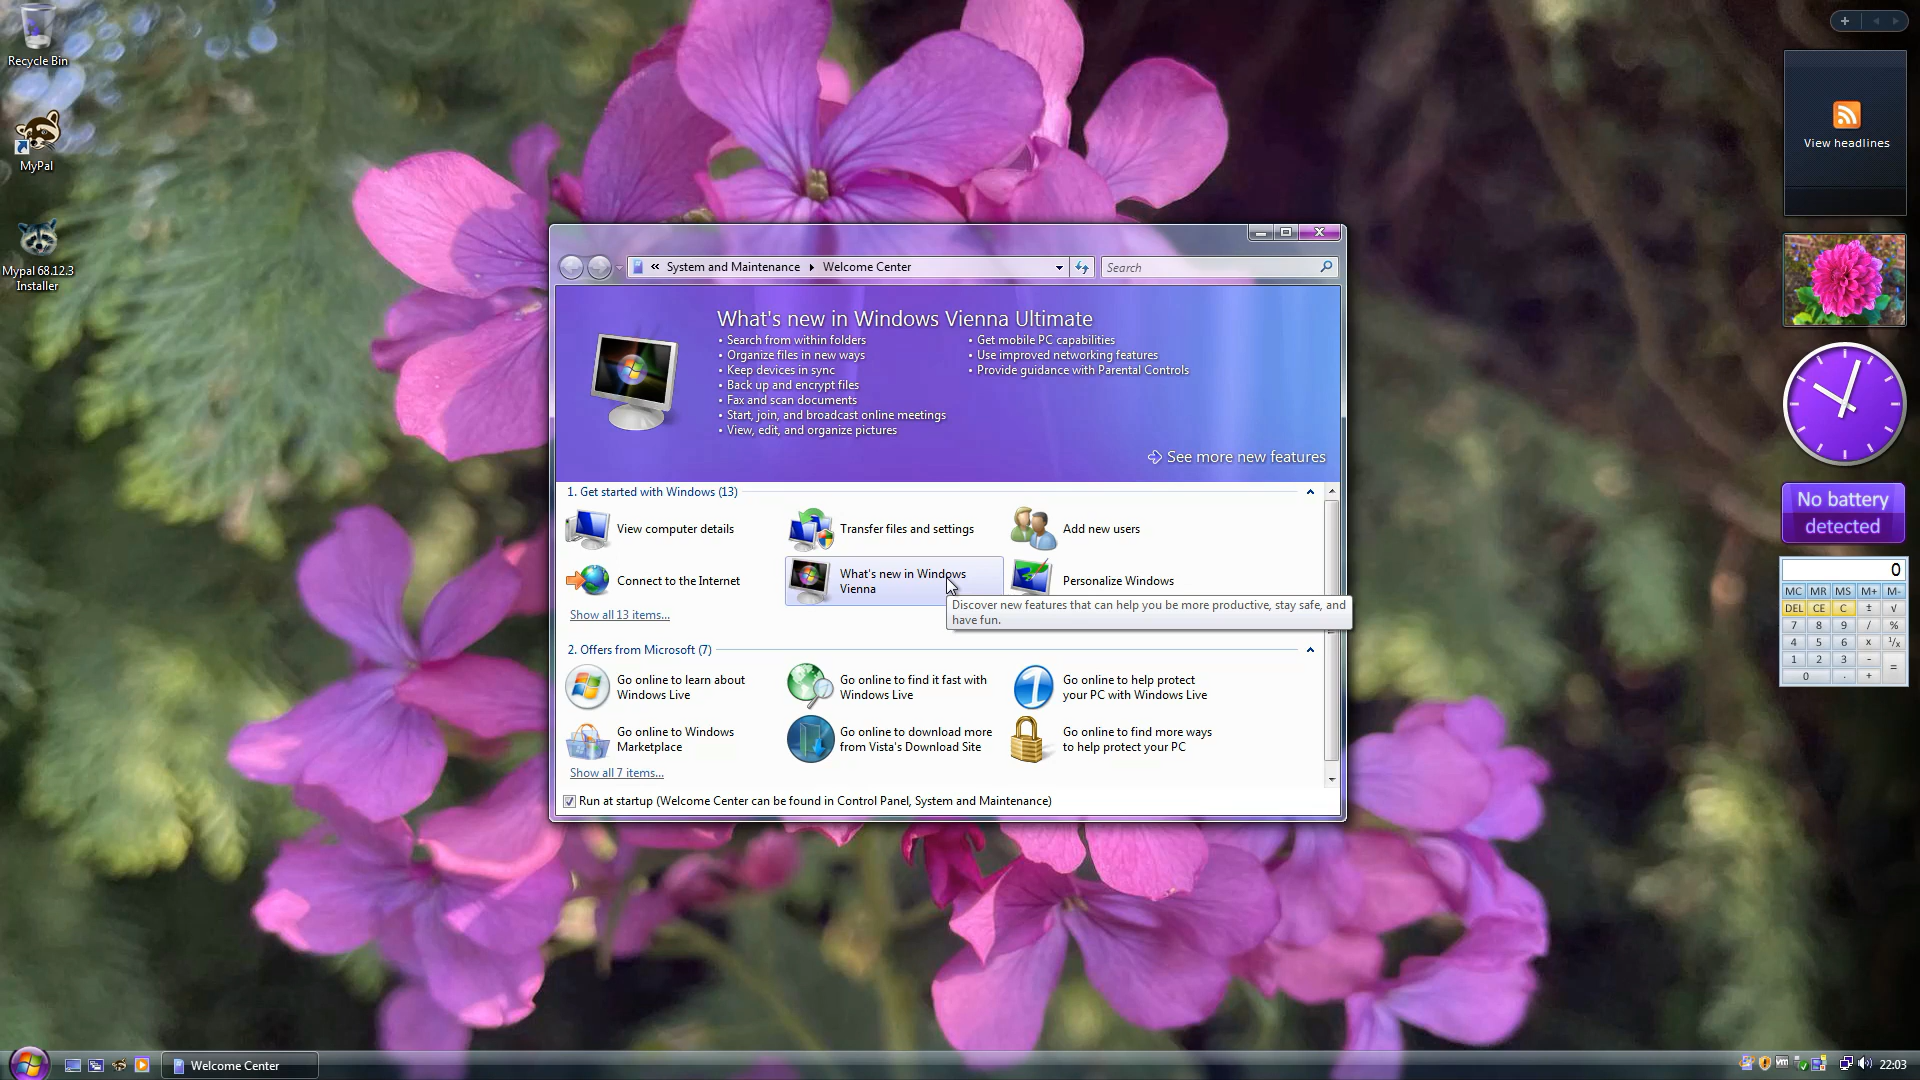 Recycle Bin
MyPal
Mypal 68.12.3
Installer
System and Maintenance
Welcome Center
Search
What's new in Windows Vienna Ultimate
• Search from within folders
• Organize files in new ways
• Keep devices in sync
• Back up and encrypt files
• Fax and scan documents
• Start, join, and broadcast online meetings
• View, edit, and organize pictures
• Get mobile PC capabilities
• Use improved networking features
• Provide guidance with Parental Controls
See more new features
1. Get started with Windows (13)
View computer details
Transfer files and settings
Add new users
Connect to the Internet
What's new in Windows
Vienna
Personalize Windows
Discover new features that can help you be more productive, stay safe, and
have fun.
Show all 13 items...
2. Offers from Microsoft (7)
Go online to learn about
Windows Live
Go online to find it fast with
Windows Live
Go online to help protect
your PC with Windows Live
Go online to Windows
Marketplace
Go online to download more
from Vista's Download Site
Go online to find more ways
to help protect your PC
Show all 7 items...
Run at startup (Welcome Center can be found in Control Panel, System and Maintenance)
View headlines
No battery
detected
0
MC MR MS M+ M-
DEL CE C ± √
7 8 9 / %
4 5 6 x 1/x
1 2 3 - =
0 . +
Welcome Center
vm
22:03